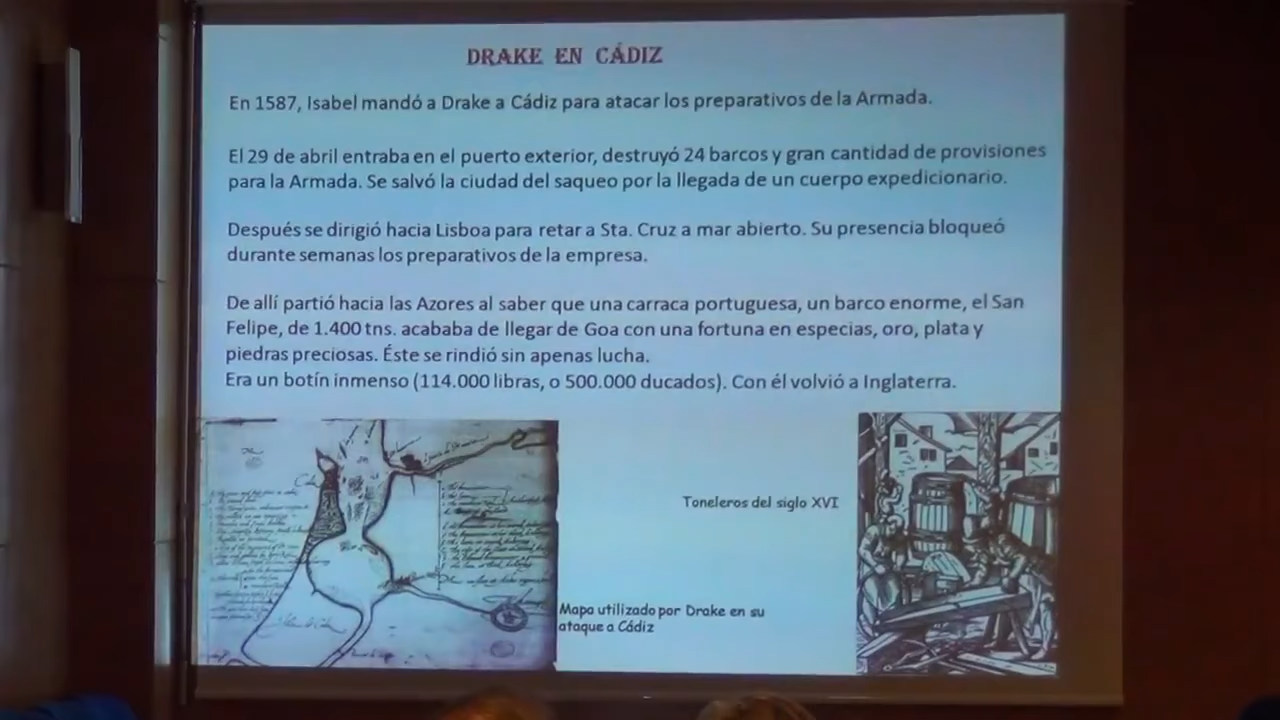 DRAKE EN CÁDIZ
En 1587, Isabel mandó a Drake a Cádiz para atacar los preparativos de la Armada.
El 29 de abril entraba en el puerto exterior, destruyó 24 barcos y gran cantidad de provisiones
para la Armada. Se salvó la ciudad del saqueo por la llegada de un cuerpo expedicionario.
Después se dirigió hacia Lisboa para retar a Sta. Cruz a mar abierto. Su presencia bloqueó
durante semanas los preparativos de la empresa.
De allí partió hacia las Azores al saber que una carraca portuguesa, un barco enorme, el San
Felipe, de 1.400 tns. acababa de llegar de Goa con una fortuna en especias, oro, plata y
piedras preciosas. Éste se rindió sin apenas lucha.
Era un botín inmenso (114.000 libras, o 500.000 ducados). Con él volvió a Inglaterra.
Toneleros del siglo XVI
Mapa utilizado por Drake en su
ataque a Cádiz